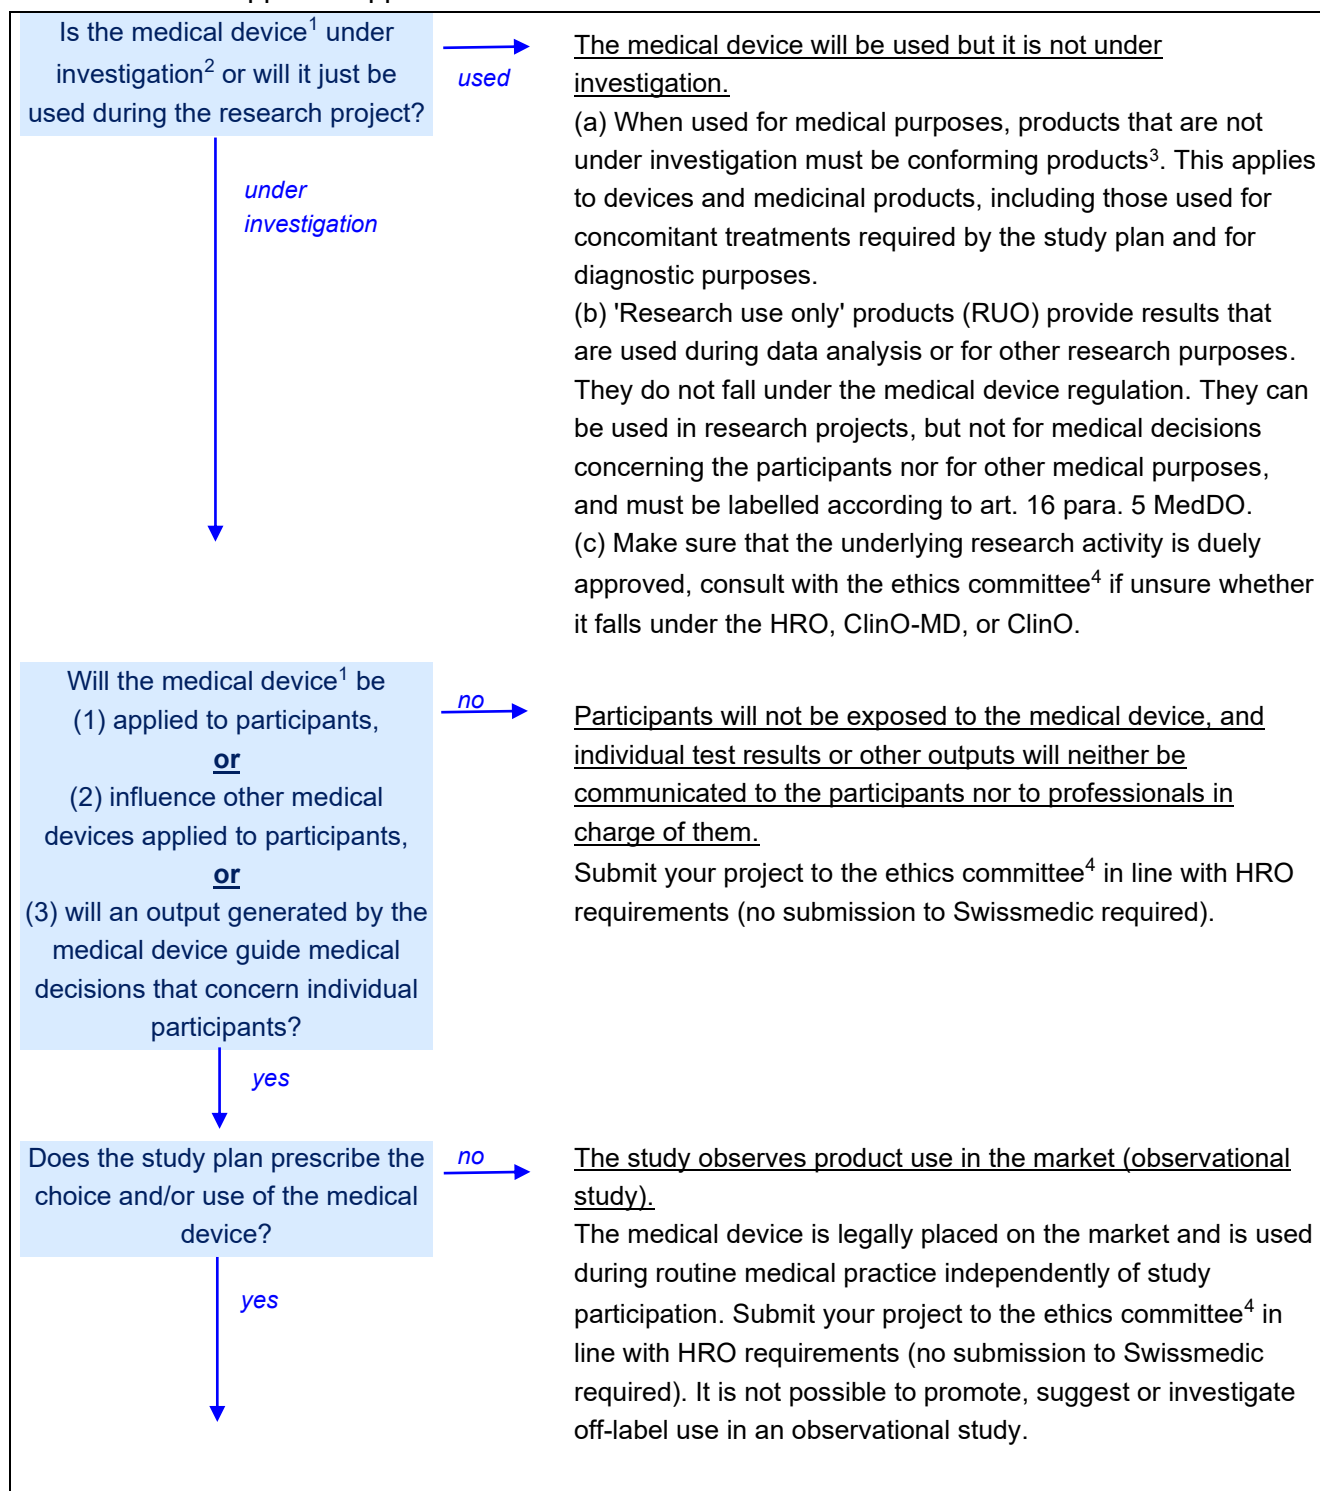 Is the medical device1 under
investigation2 or will it just be
used during the research project?
used
under
investigation
The medical device will be used but it is not under
investigation.
(a) When used for medical purposes, products that are not
under investigation must be conforming products3. This applies
to devices and medicinal products, including those used for
concomitant treatments required by the study plan and for
diagnostic purposes.
(b) 'Research use only' products (RUO) provide results that
are used during data analysis or for other research purposes.
They do not fall under the medical device regulation. They can
be used in research projects, but not for medical decisions
concerning the participants nor for other medical purposes,
and must be labelled according to art. 16 para. 5 MedDO.
(c) Make sure that the underlying research activity is duely
approved, consult with the ethics committee4 if unsure whether
it falls under the HRO, ClinO-MD, or ClinO.
Will the medical device1 be
(1) applied to participants,
or
(2) influence other medical
devices applied to participants,
or
(3) will an output generated by the
medical device guide medical
decisions that concern individual
participants?
no
yes
Participants will not be exposed to the medical device, and
individual test results or other outputs will neither be
communicated to the participants nor to professionals in
charge of them.
Submit your project to the ethics committee4 in line with HRO
requirements (no submission to Swissmedic required).
Does the study plan prescribe the
choice and/or use of the medical
device?
no
yes
The study observes product use in the market (observational
study).
The medical device is legally placed on the market and is used
during routine medical practice independently of study
participation. Submit your project to the ethics committee4 in
line with HRO requirements (no submission to Swissmedic
required). It is not possible to promote, suggest or investigate
off-label use in an observational study.